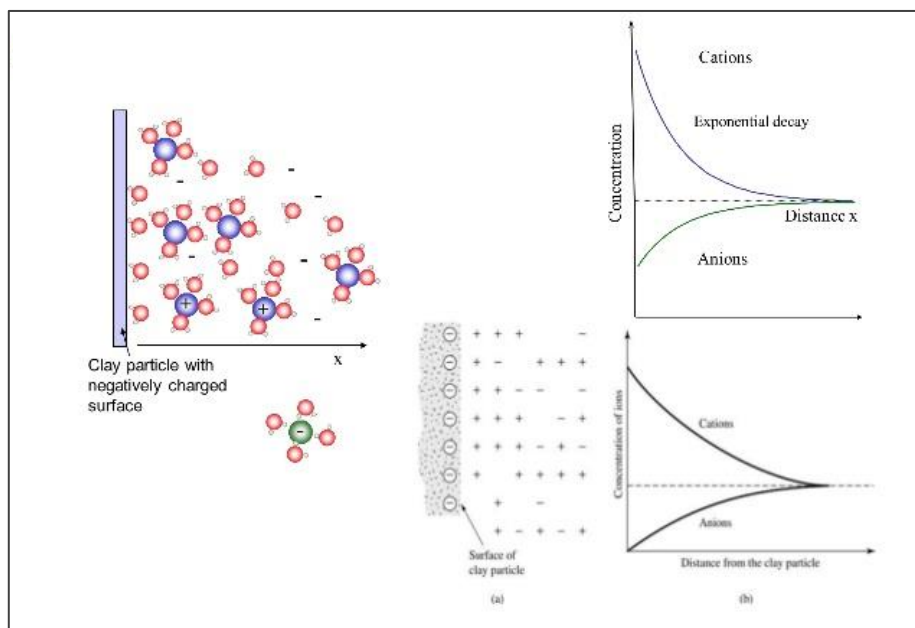 x
Clay particle with
negatively charged
surface
+
+
-
-
-
-
-
-
-
-
Cations
Exponential decay
Concentration
Distance x
Anions
Surface of
clay particle
(a)
Concentration of ions
Cations
Anions
Distance from the clay particle
(b)